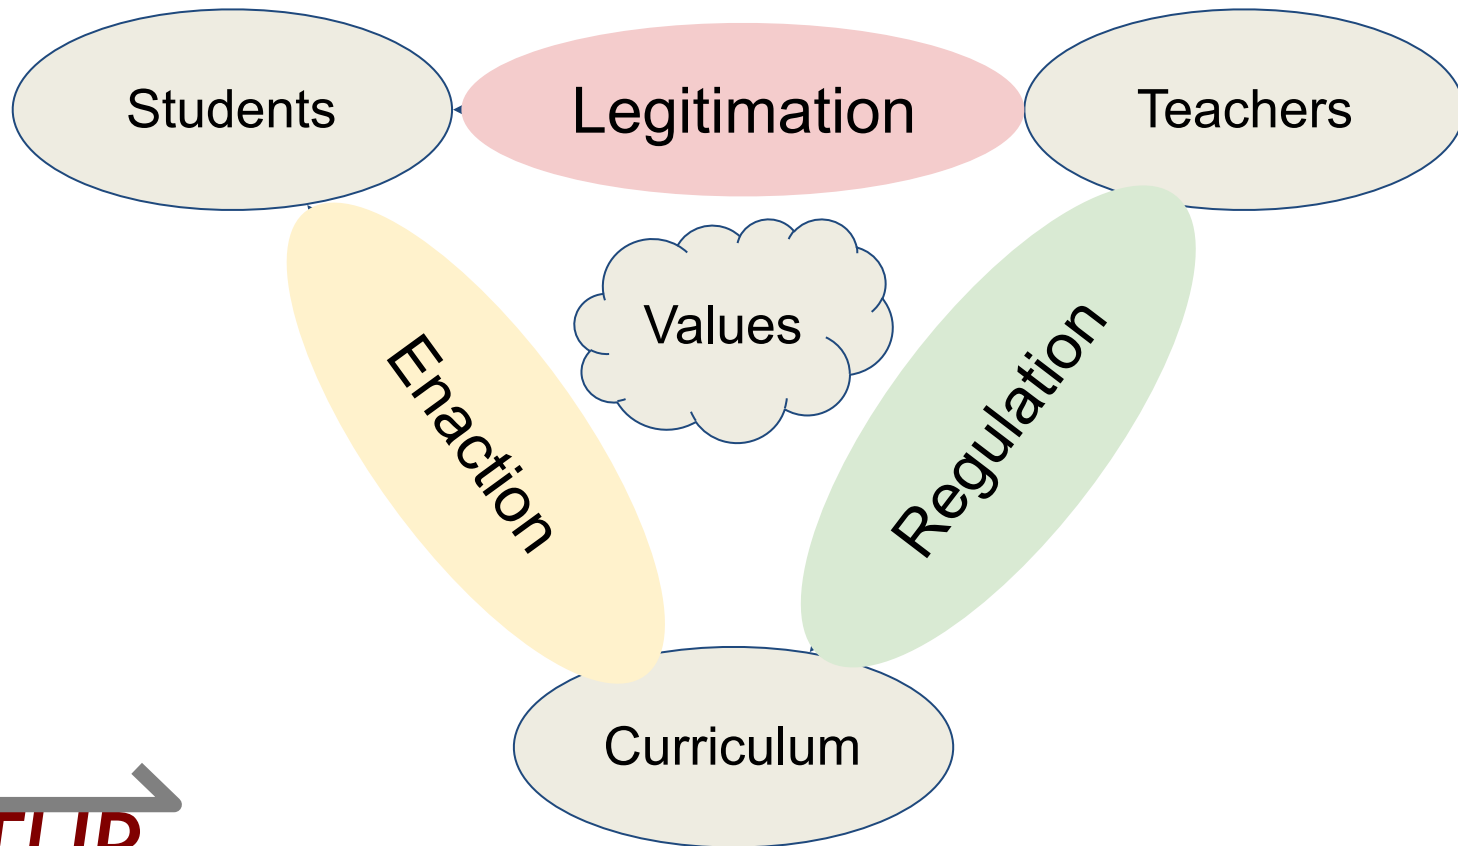 Students
Legitimation
Teachers
Values
Enaction
Regulation
Curriculum